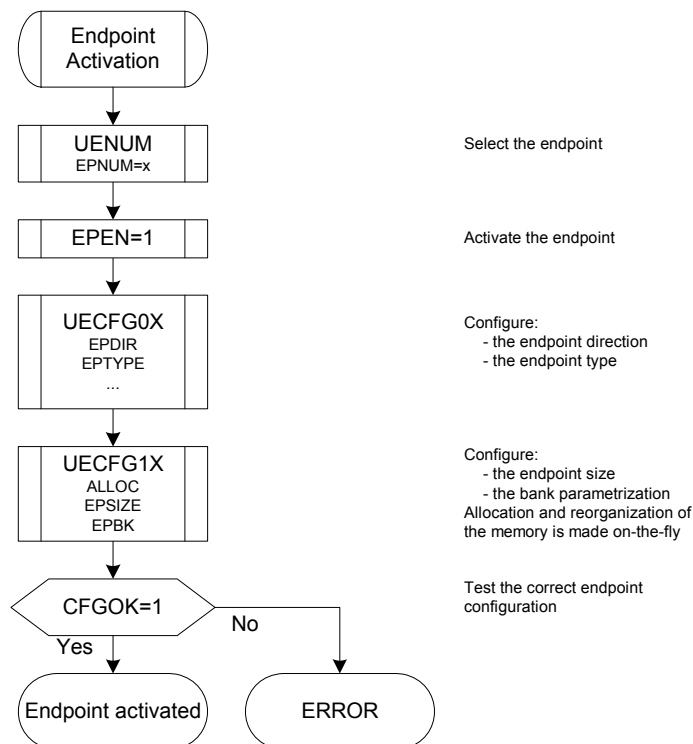 Endpoint
Activation
UENUM
EPNUM=x
Select the endpoint
EPEN=1
Activate the endpoint
UECFG0X
EPDIR
EPTYPE
...
Configure:
- the endpoint direction
- the endpoint type
UECFG1X
ALLOC
EPSIZE
EPBK
Configure:
- the endpoint size
- the bank parametrization
Allocation and reorganization of
the memory is made on-the-fly
CFGOK=1
Test the correct endpoint
configuration
No
Yes
Endpoint activated
ERROR